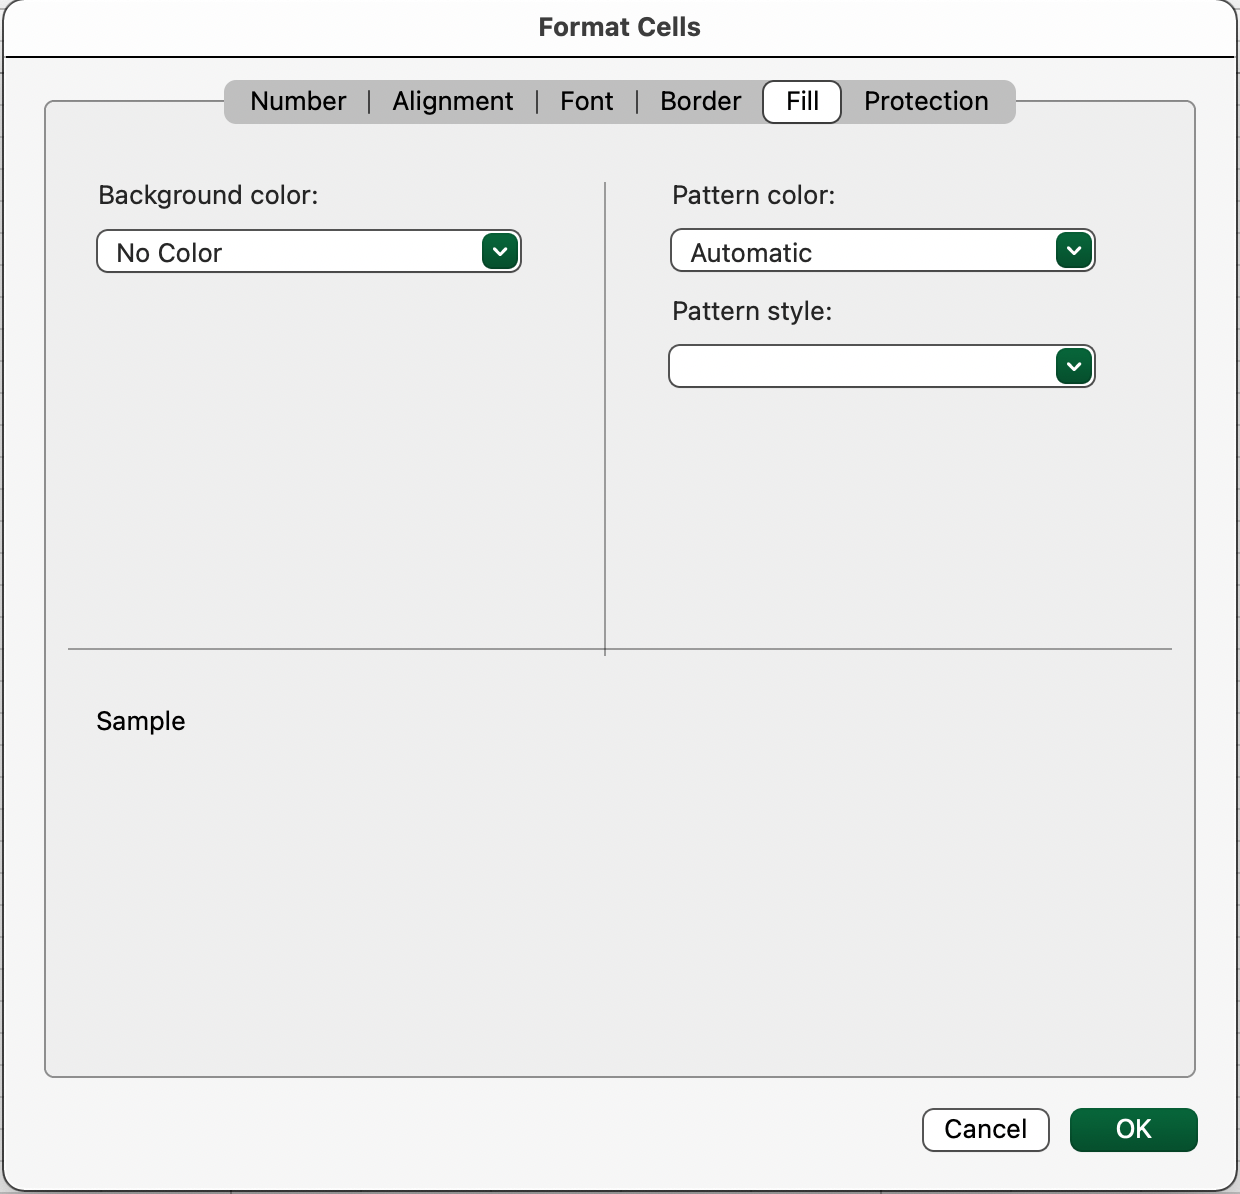 Format Cells
Number | Alignment | Font | Border Fill Protection
Background color:
No Color
Pattern color:
Automatic
Pattern style:
Sample
Cancel
OK